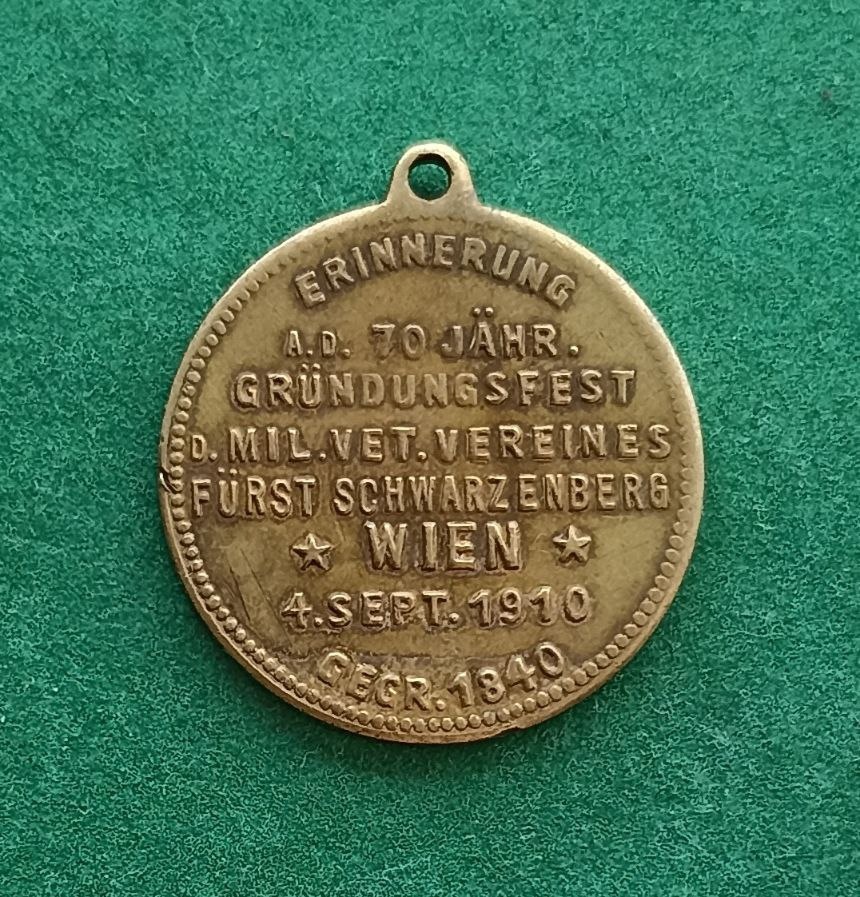 ERINNERUNG
A.D. 70 JÄHR.
GRÜNDUNGSFEST
D. MIL.VET.VEREINES
FÜRST SCHWARZENBERG
★ WIEN ★
4.SEPT.1910
GEGR.1840